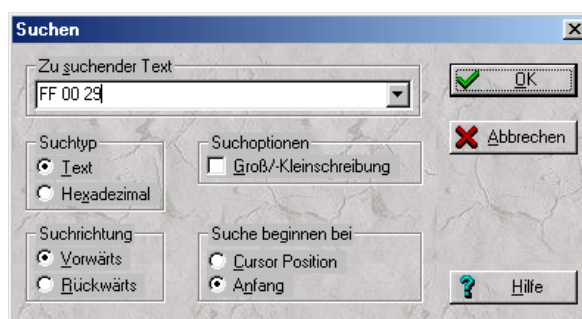 Suchen
Zu suchender Text
FF 00 29
OK
Abbrechen
Suchtyp
Text
Hexadezimal
Suchoptionen
Groß/-Kleinschreibung
Suchrichtung
Vorwärts
Rückwärts
Suche beginnen bei
Cursor Position
Anfang
Hilfe